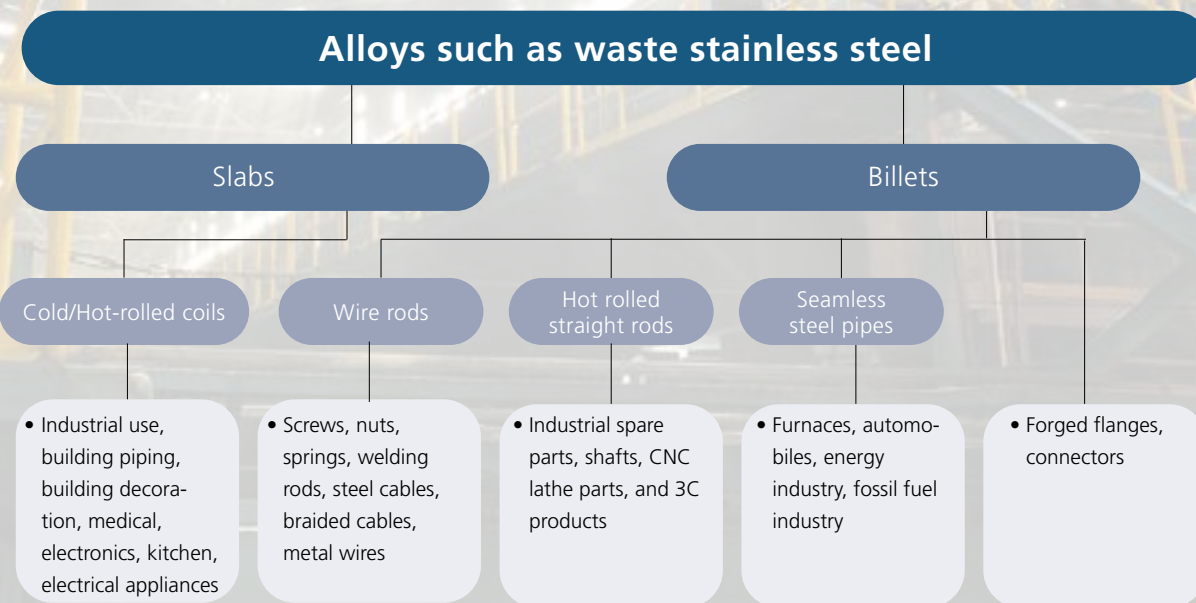 Alloys such as waste stainless steel
Slabs
Billets
Cold/Hot-rolled coils
Wire rods
Hot rolled
straight rods
Seamless
steel pipes
• Industrial use,
building piping,
building decora-
tion, medical,
electronics, kitchen,
electrical appliances
• Screws, nuts,
springs, welding
rods, steel cables,
braided cables,
metal wires
• Industrial spare
parts, shafts, CNC
lathe parts, and 3C
products
• Furnaces, automo-
biles, energy
industry, fossil fuel
industry
• Forged flanges,
connectors